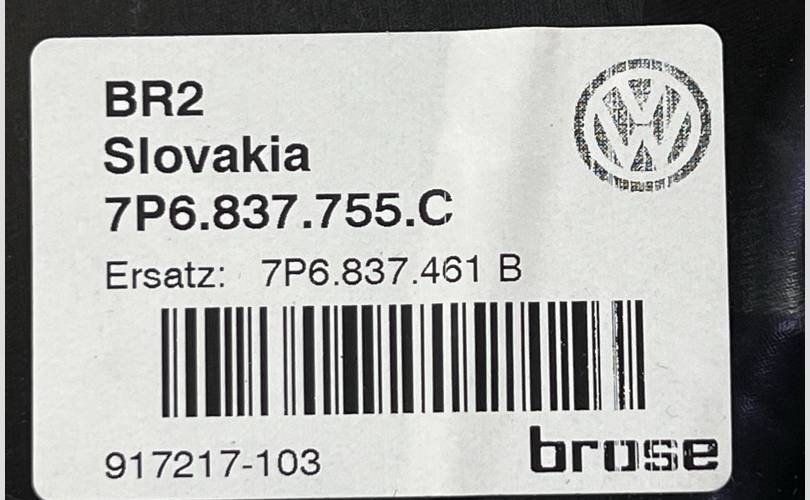 BR2
Slovakia
7P6.837.755.C
Ersatz: 7P6.837.461 B
917217-103
brose